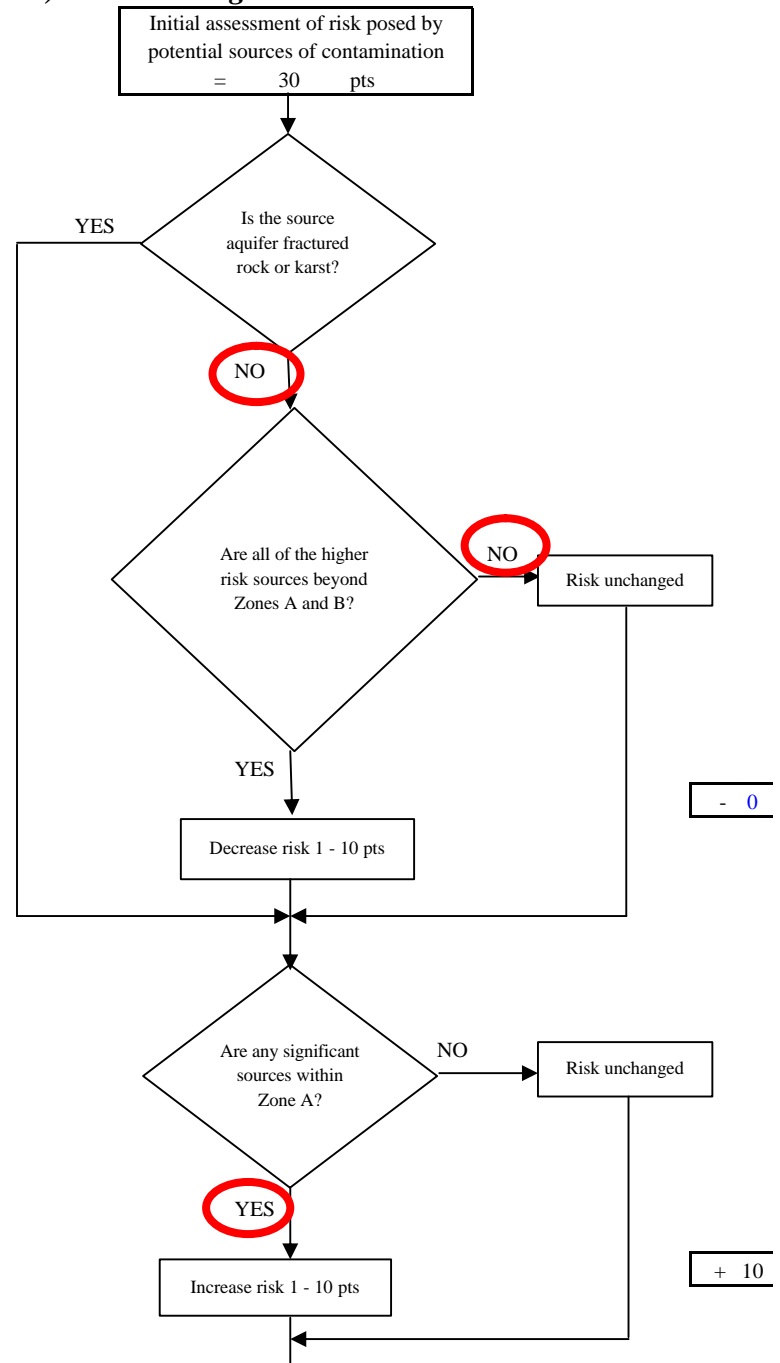 Initial assessment of risk posed by
potential sources of contamination
= 30 pts
YES
Is the source
aquifer fractured
rock or karst?
NO
Are all of the higher
risk sources beyond
Zones A and B?
NO
Risk unchanged
YES
- 0
Decrease risk 1 - 10 pts
Are any significant
sources within
Zone A?
NO
Risk unchanged
YES
+ 10
Increase risk 1 - 10 pts